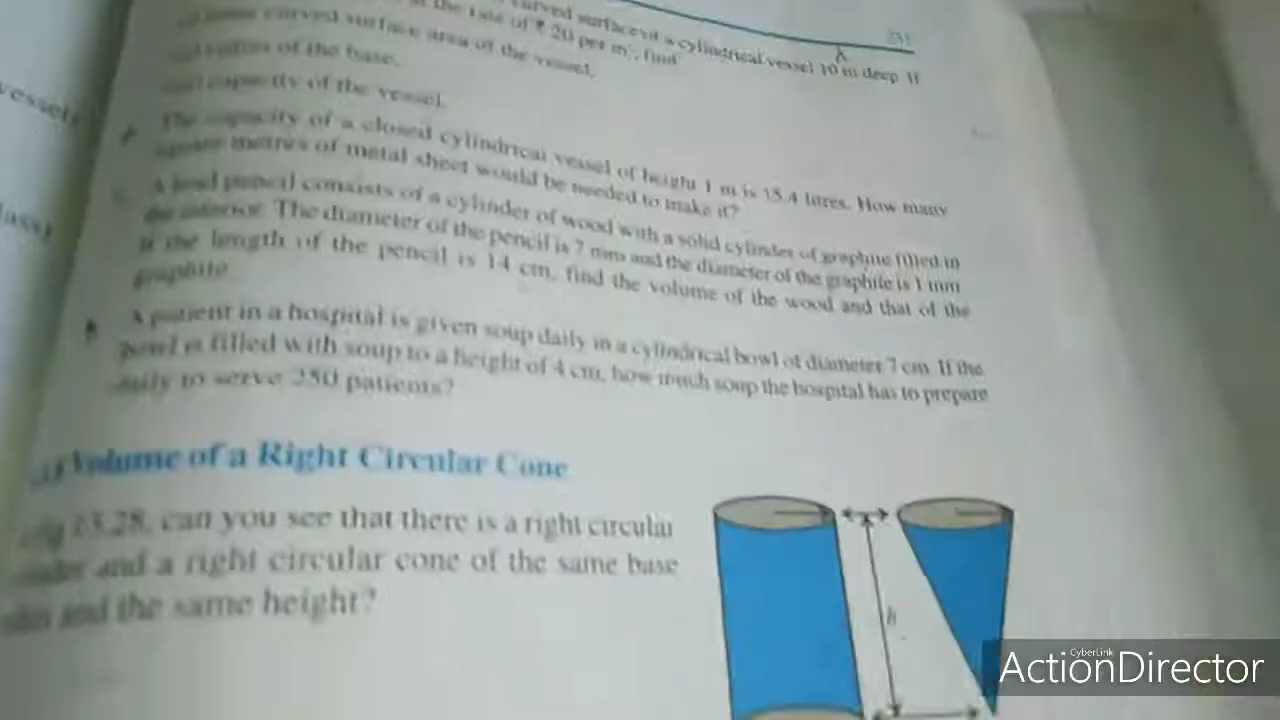 curved surface of a cylindrical vessel 10 m deep. If
at the rate of ₹ 20 per m², find
curved surface area of the vessel,
radius of the base,
capacity of the vessel.
The capacity of a closed cylindrical vessel of height 1 m is 15.4 litres. How many
square metres of metal sheet would be needed to make it?
A lead pencil consists of a cylinder of wood with a solid cylinder of graphite filled in
the interior. The diameter of the pencil is 7 mm and the diameter of the graphite is 1 mm
If the length of the pencil is 14 cm, find the volume of the wood and that of the
graphite.
A patient in a hospital is given soup daily in a cylindrical bowl of diameter 7 cm. If the
bowl is filled with soup to a height of 4 cm, how much soup the hospital has to prepare
daily to serve 250 patients?
Volume of a Right Circular Cone
13.28, can you see that there is a right circular
and a right circular cone of the same base
and the same height?
h
CyberLink
ActionDirector